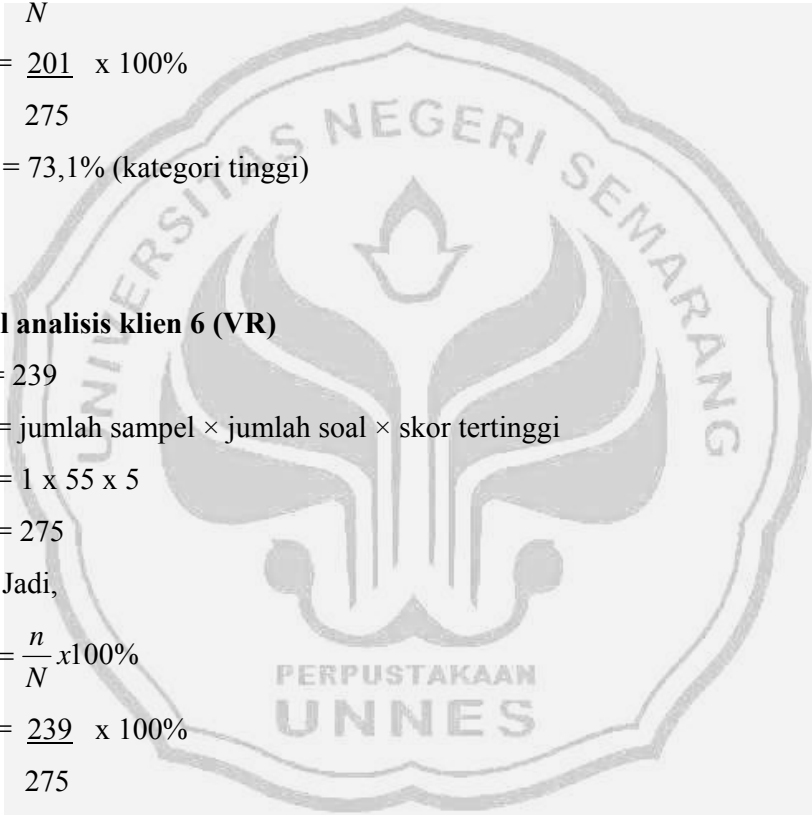 N
= 201 x 100%
275
= 73,1% (kategori tinggi)
l analisis klien 6 (VR)
= 239
= jumlah sampel × jumlah soal × skor tertinggi
= 1 x 55 x 5
= 275
Jadi,
= n/N x100%
= 239 x 100%
275
UNIVERSITAS NEGERI SEMARANG
PERPUSTAKAAN
UNNES